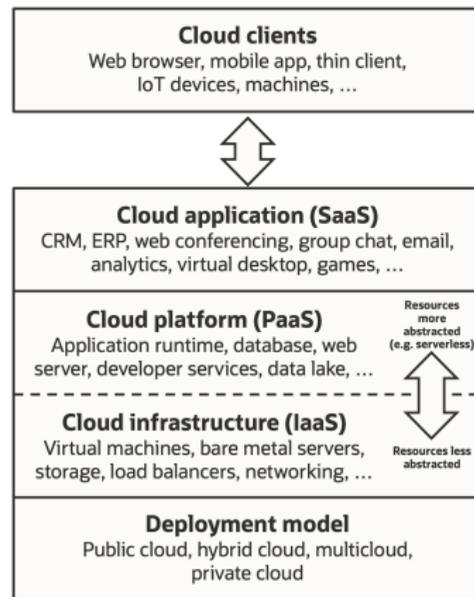 Cloud clients
Web browser, mobile app, thin client,
IoT devices, machines, ...
Cloud application (SaaS)
CRM, ERP, web conferencing, group chat, email,
analytics, virtual desktop, games, ...
Cloud platform (PaaS)
Application runtime, database, web
server, developer services, data lake, ...
Resources
more
abstracted
(e.g. serverless)
Cloud infrastructure (IaaS)
Virtual machines, bare metal servers,
storage, load balancers, networking, ...
Resources less
abstracted
Deployment model
Public cloud, hybrid cloud, multicloud,
private cloud